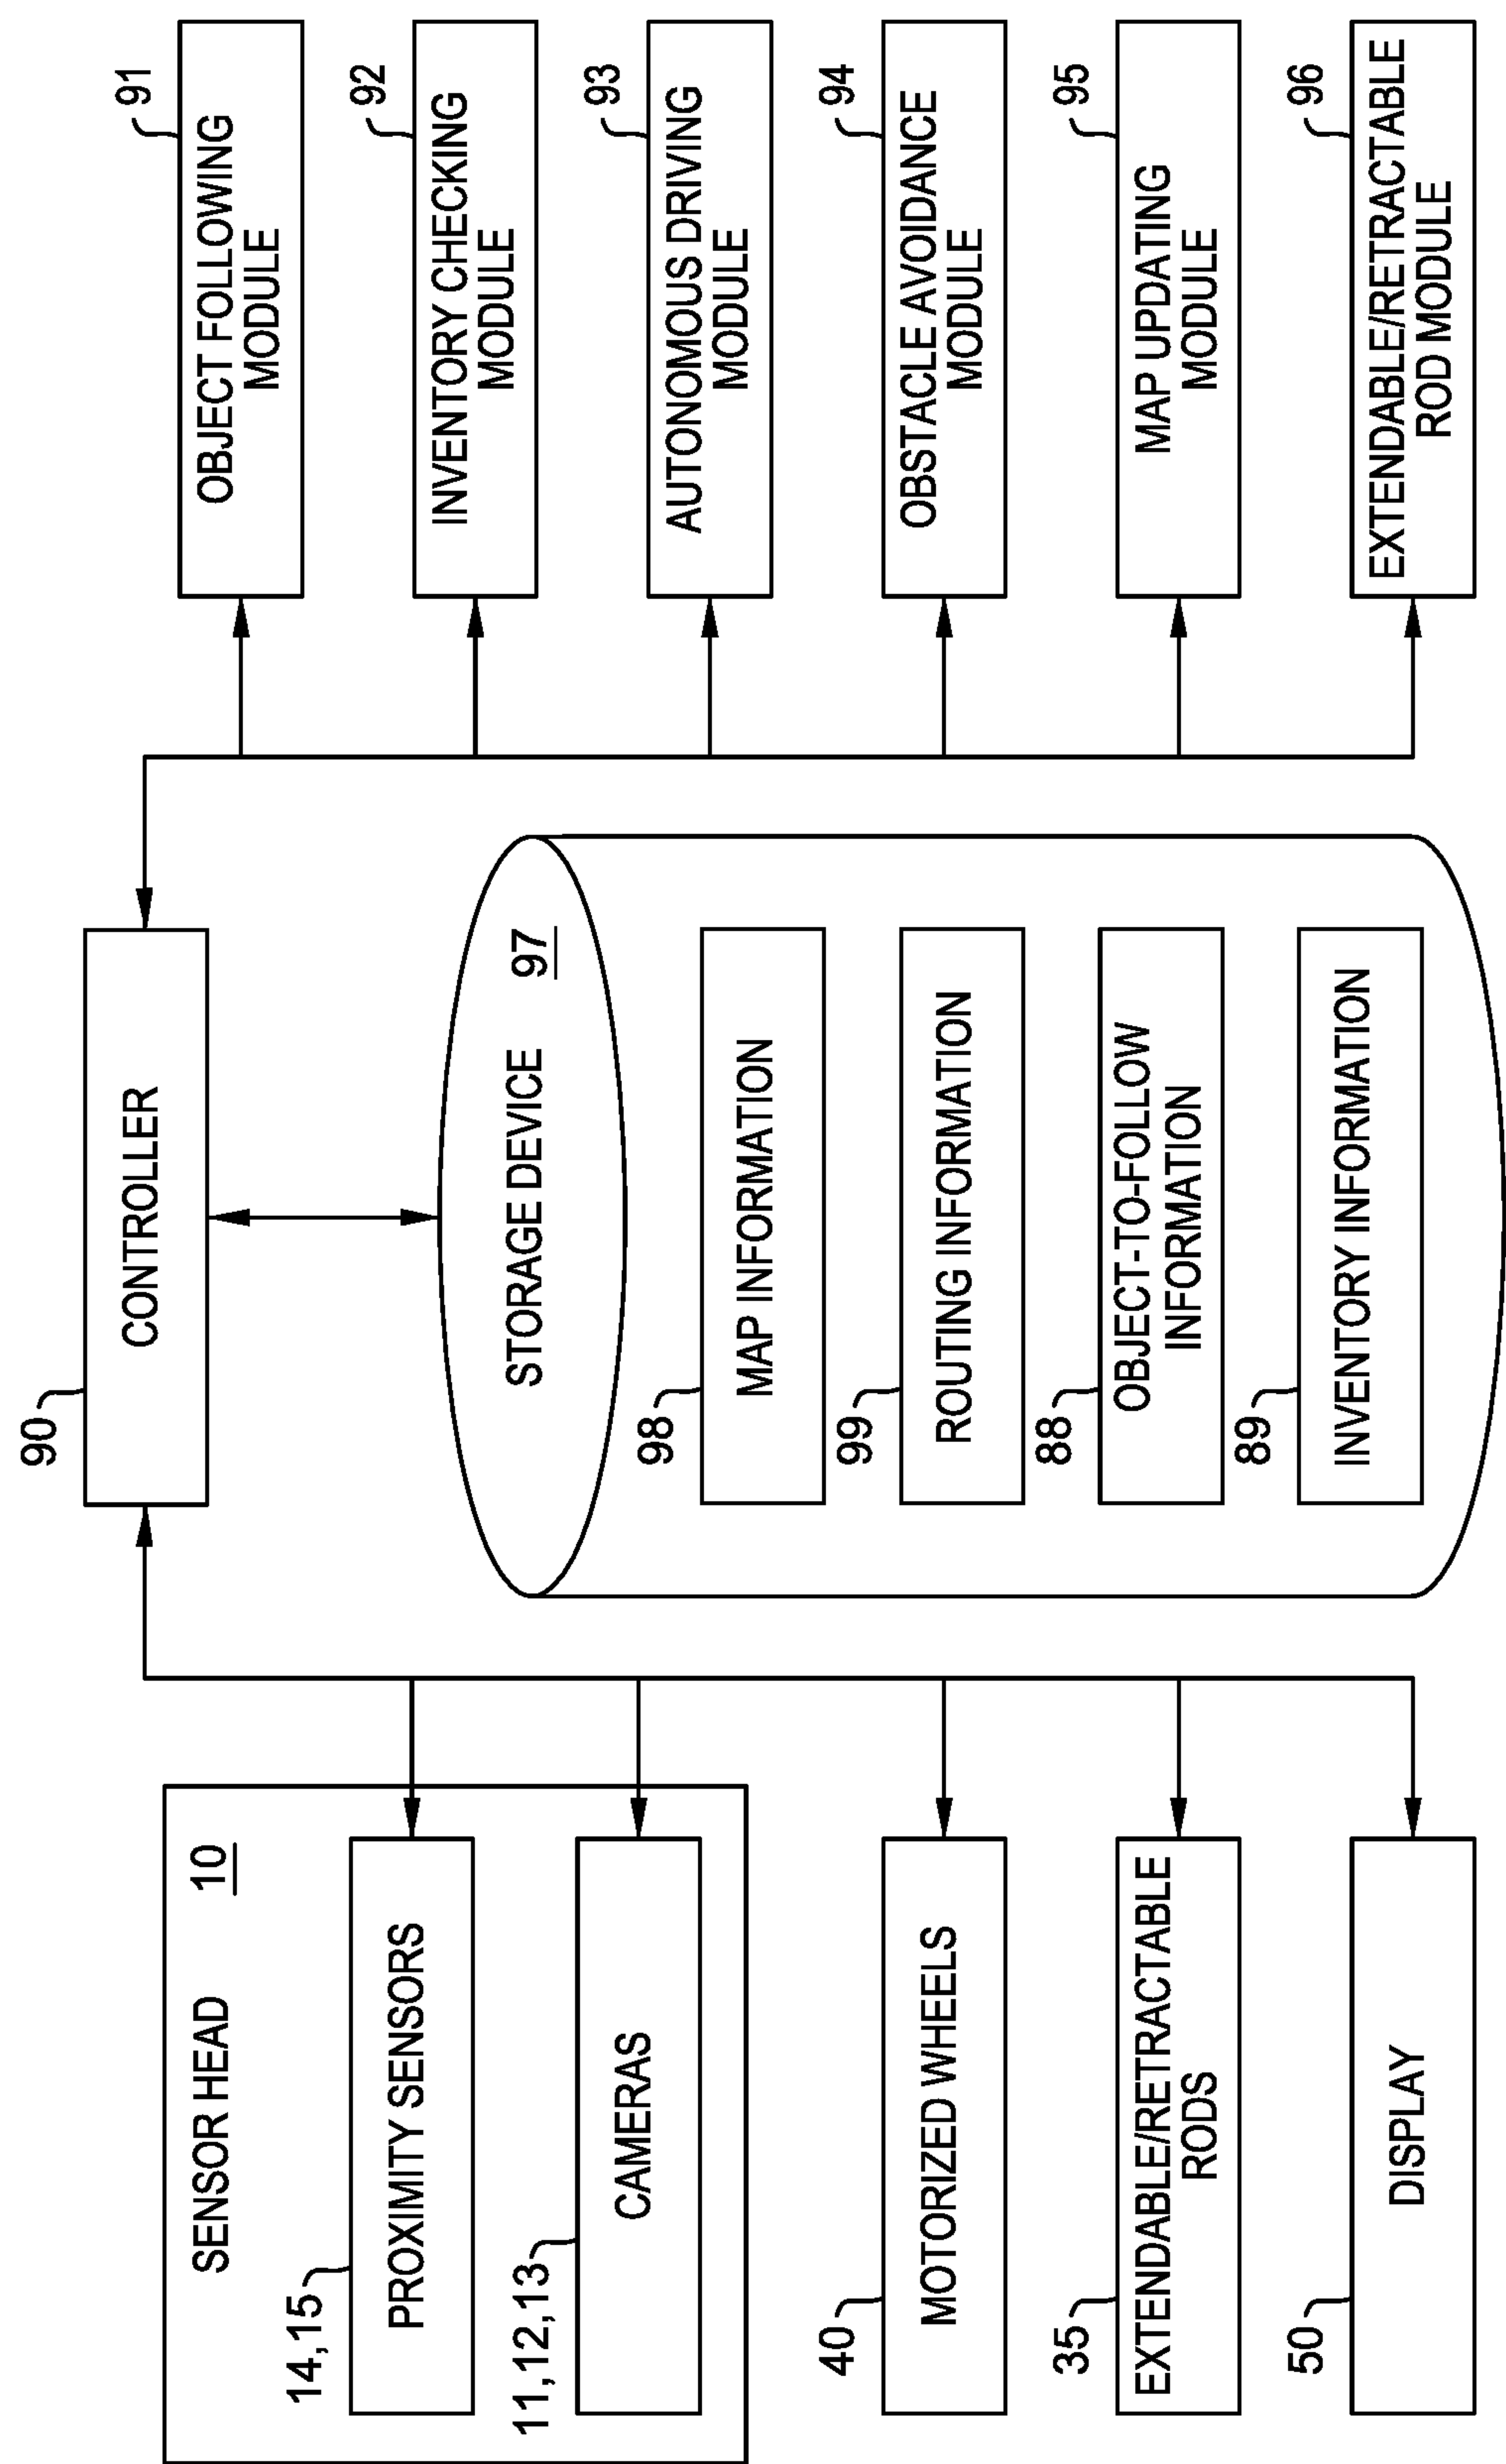 SENSOR HEAD 10
14,15
PROXIMITY SENSORS
11,12,13
CAMERAS
40
MOTORIZED WHEELS
35
EXTENDABLE/RETRACTABLE
RODS
50
DISPLAY
90
CONTROLLER
STORAGE DEVICE 97
98
MAP INFORMATION
99
ROUTING INFORMATION
88
OBJECT-TO-FOLLOW
INFORMATION
89
INVENTORY INFORMATION
91
OBJECT FOLLOWING
MODULE
92
INVENTORY CHECKING
MODULE
93
AUTONOMOUS DRIVING
MODULE
94
OBSTACLE AVOIDANCE
MODULE
95
MAP UPDATING
MODULE
96
EXTENDABLE/RETRACTABLE
ROD MODULE